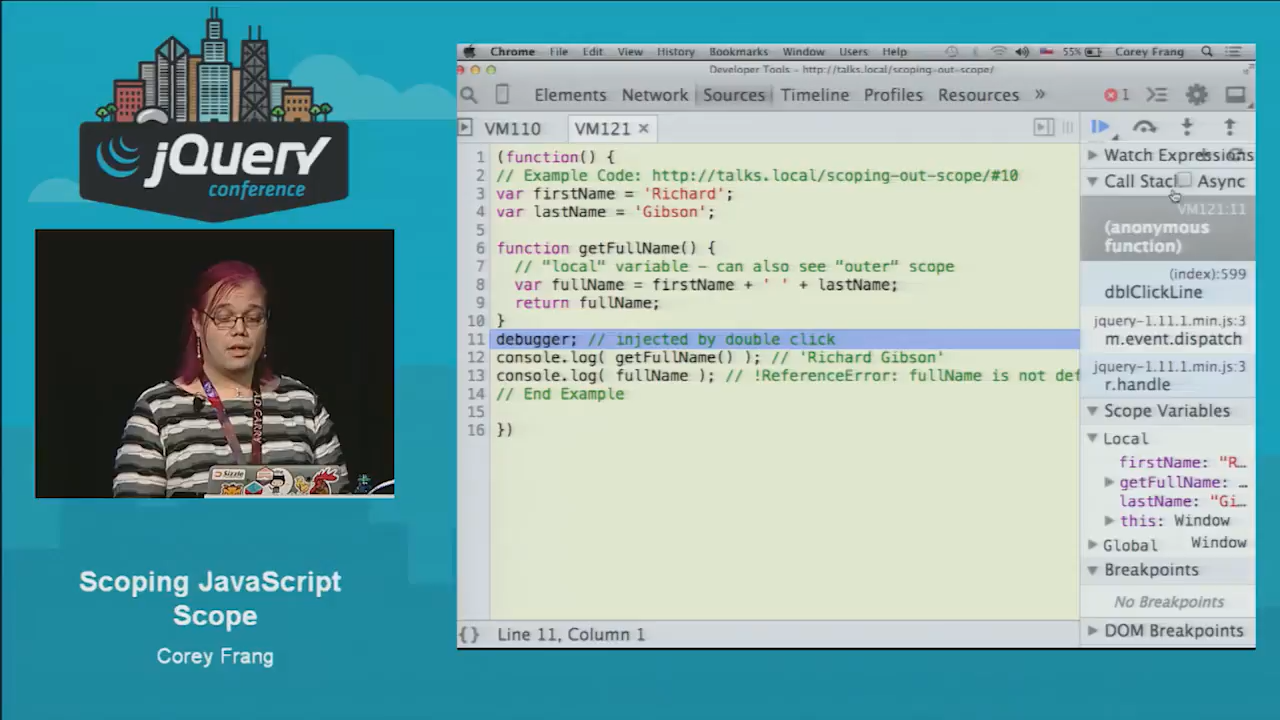 jQuery
conference
Sizzle
Scoping JavaScript
Scope
Corey Frang
Chrome File Edit View History Bookmarks Window Users Help 55% Corey Frang
Developer Tools - http://talks.local/scoping-out-scope/
Elements Network Sources Timeline Profiles Resources » 1
VM110 VM121 ×
1 (function() {
2 // Example Code: http://talks.local/scoping-out-scope/#10
3 var firstName = 'Richard';
4 var lastName = 'Gibson';
5
6 function getFullName() {
7 // "local" variable - can also see "outer" scope
8 var fullName = firstName + ' ' + lastName;
9 return fullName;
10 }
11 debugger; // injected by double click
12 console.log( getFullName() ); // 'Richard Gibson'
13 console.log( fullName ); // !ReferenceError: fullName is not def
14 // End Example
15
16 })
{} Line 11, Column 1
Watch Expressions
Call Stack Async
VM121:11
(anonymous
function)
(index):599
dblClickLine
jquery-1.11.1.min.js:3
m.event.dispatch
jquery-1.11.1.min.js:3
r.handle
Scope Variables
Local
firstName: "R…
getFullName: …
lastName: "Gi…
this: Window
Global Window
Breakpoints
No Breakpoints
DOM Breakpoints